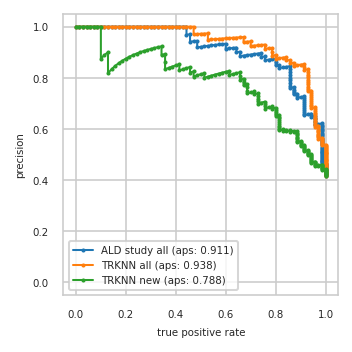 1.0
0.8
0.6
0.4
0.2
0.0
precision
ALD study all (aps: 0.911)
TRKNN all (aps: 0.938)
TRKNN new (aps: 0.788)
0.0 0.2 0.4 0.6 0.8 1.0
true positive rate